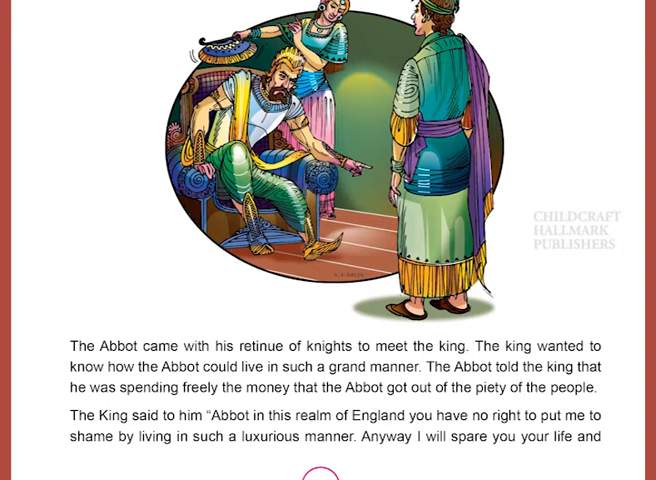 CHILDCRAFT
HALLMARK
PUBLISHERS
The Abbot came with his retinue of knights to meet the king. The king wanted to
know how the Abbot could live in such a grand manner. The Abbot told the king that
he was spending freely the money that the Abbot got out of the piety of the people.
The King said to him “Abbot in this realm of England you have no right to put me to
shame by living in such a luxurious manner. Anyway I will spare you your life and